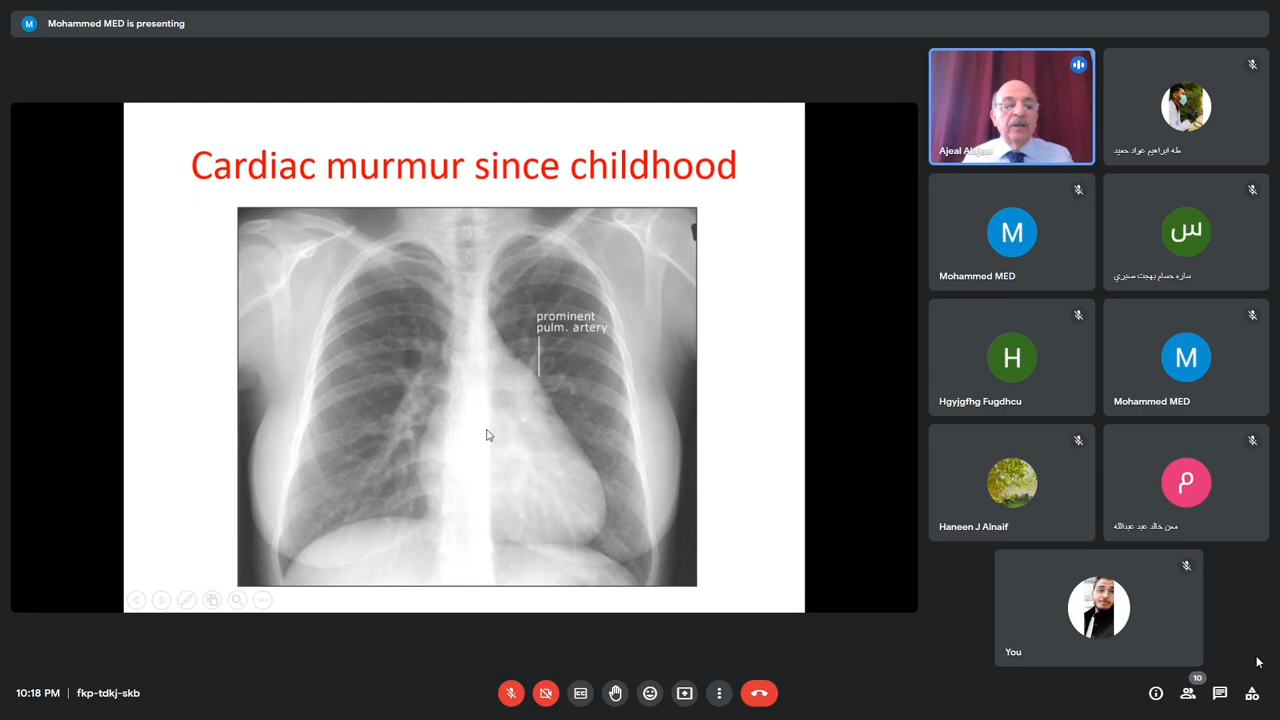 M Mohammed MED is presenting
Cardiac murmur since childhood
prominent
pulm. artery
طه ابراهيم عواد حميد
M
Mohammed MED
س
ساره حسام بهجت صبري
H
Hgyjgfhg Fugdhcu
M
Mohammed MED
Haneen J Alnaif
م
معن خالد عبد عبدالله
You
10:18 PM | fkp-tdkj-skb
10